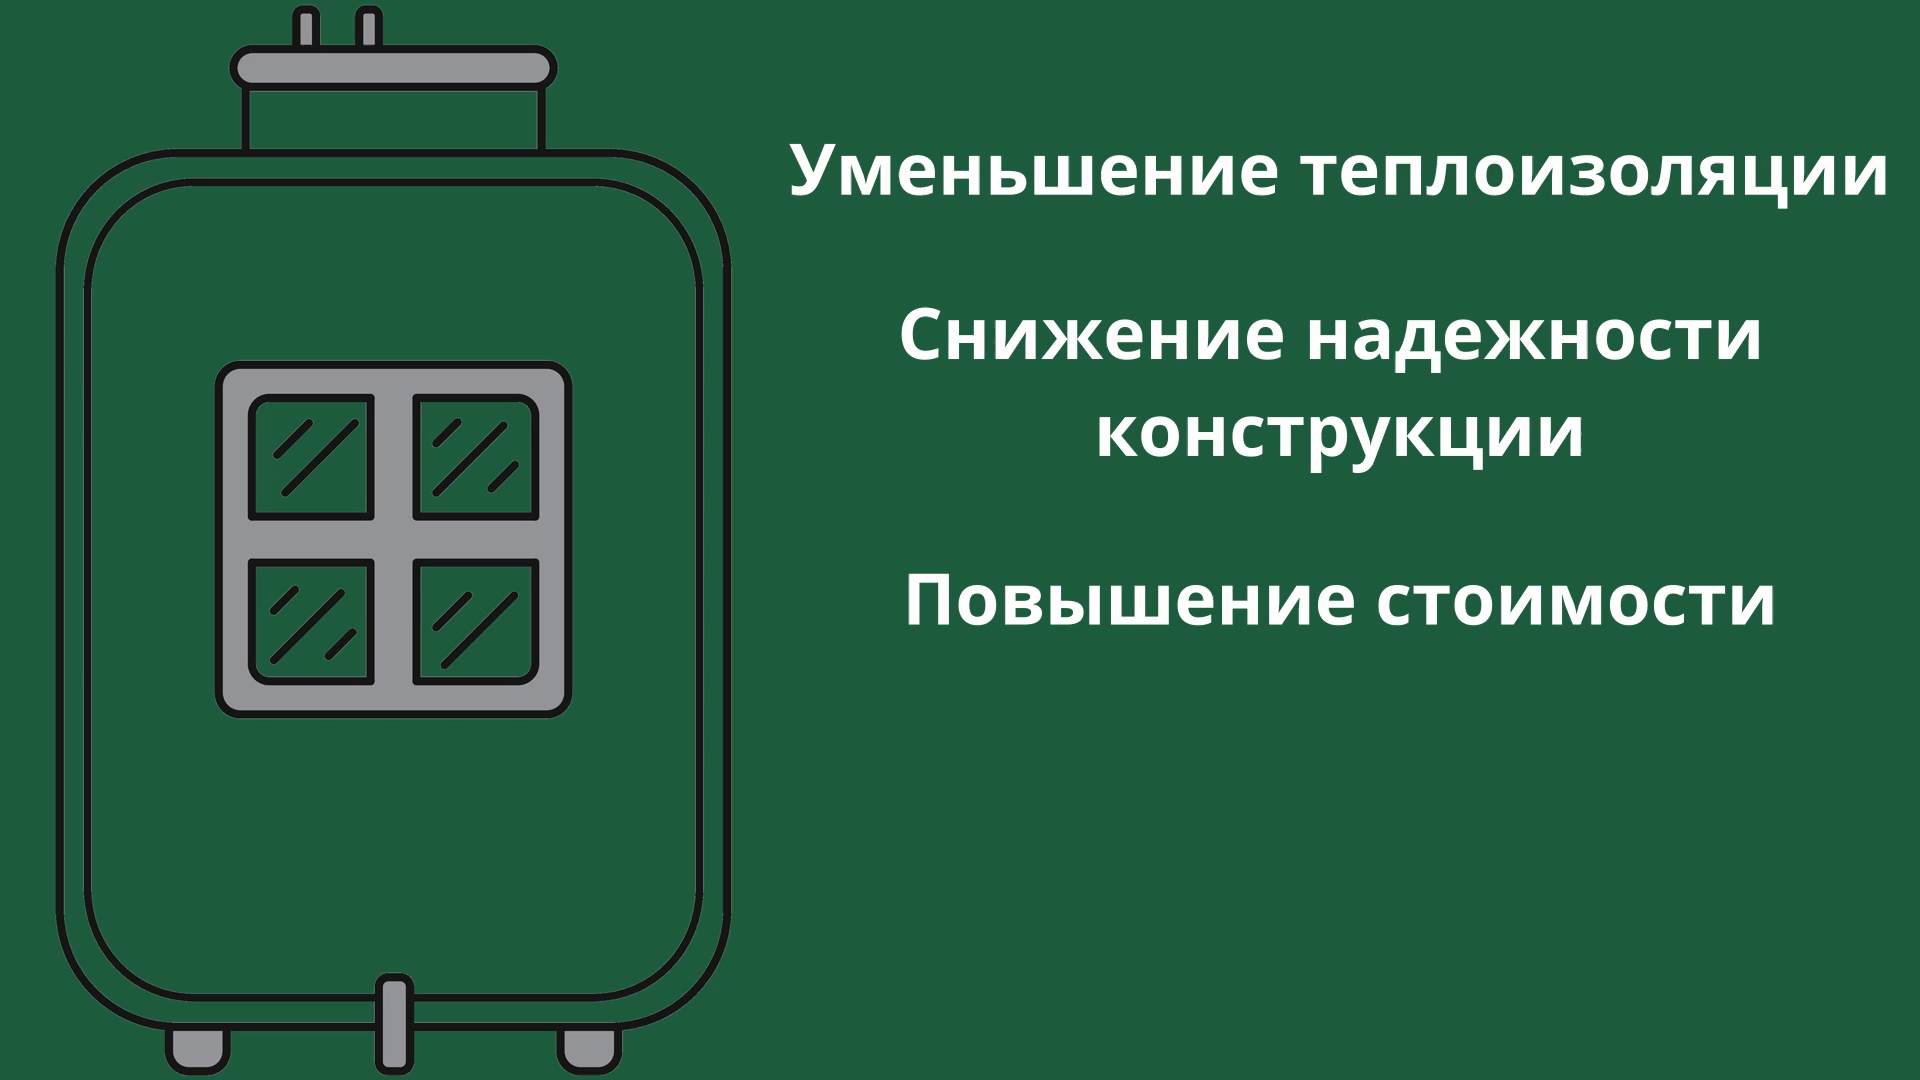 Уменьшение теплоизоляции
Снижение надежности
конструкции
Повышение стоимости